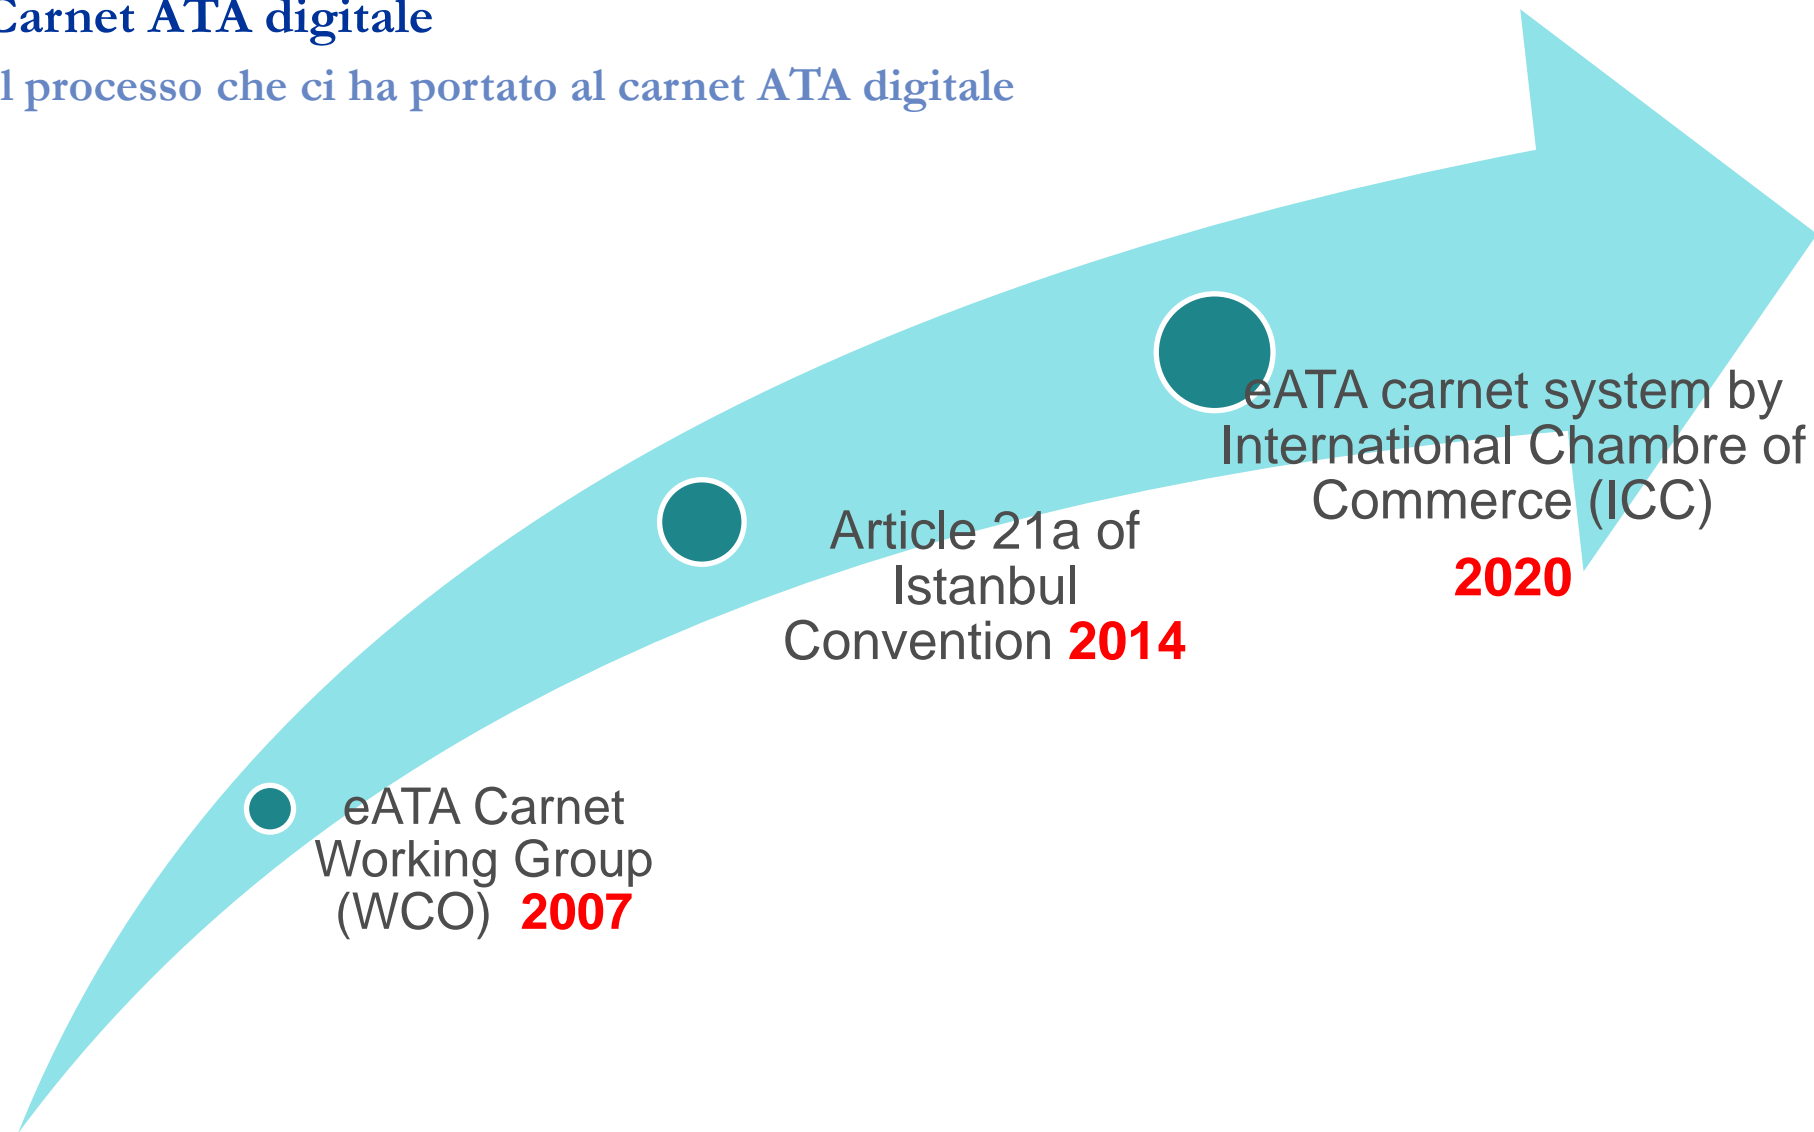 Carnet ATA digitale
l processo che ci ha portato al carnet ATA digitale
eATA carnet system by
International Chambre of
Commerce (ICC)
2020
Article 21a of
Istanbul
Convention 2014
eATA Carnet
Working Group
(WCO) 2007